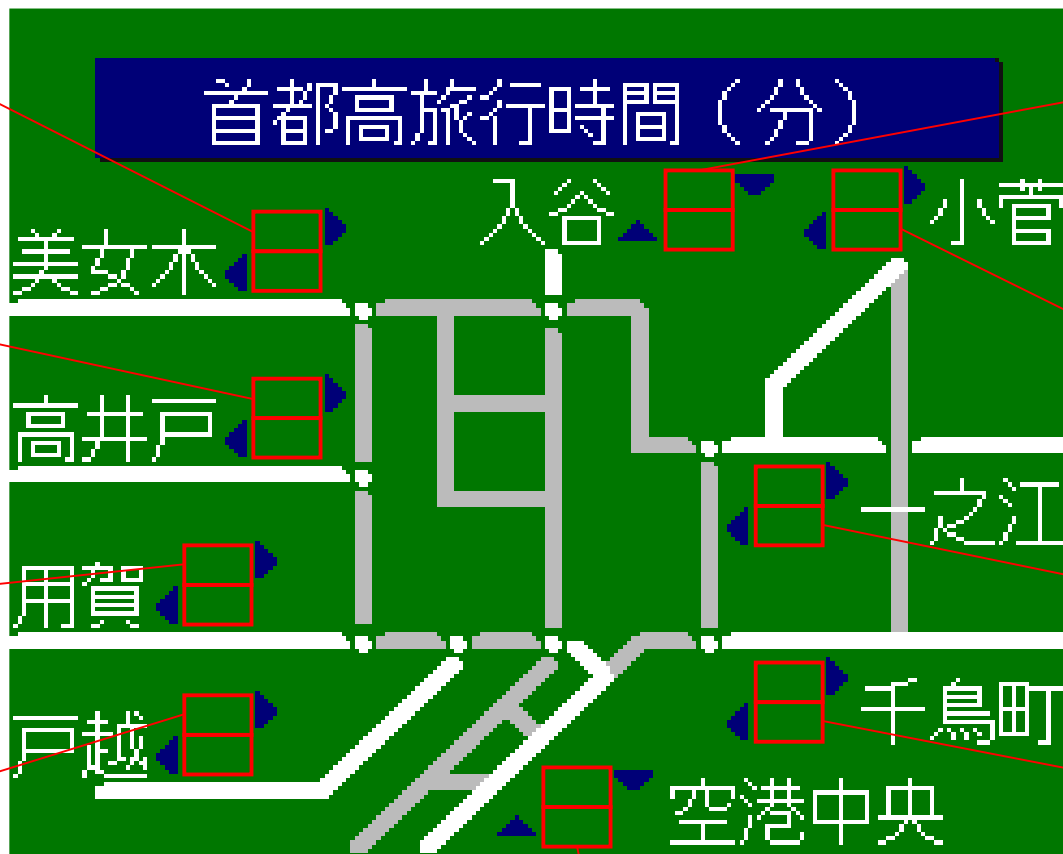 首都高旅行時間（分）
入谷
小菅
美女木
高井戸
一之江
用賀
千鳥町
戸越
空港中央